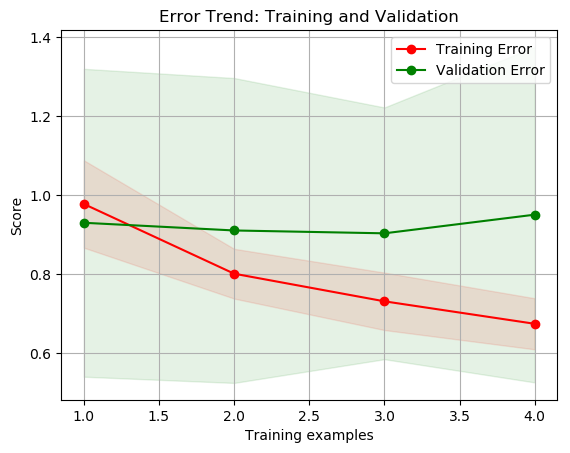 Error Trend: Training and Validation
Training Error
Validation Error
1.4
1.2
1.0
0.8
0.6
Score
1.0
1.5
2.0
2.5
3.0
3.5
4.0
Training examples